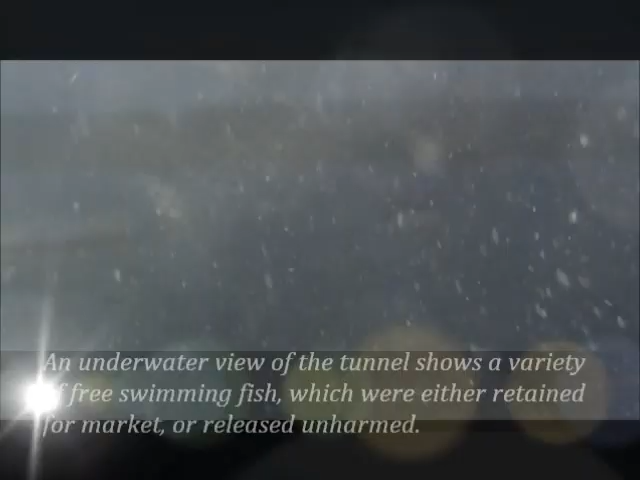 An underwater view of the tunnel shows a variety
of free swimming fish, which were either retained
for market, or released unharmed.